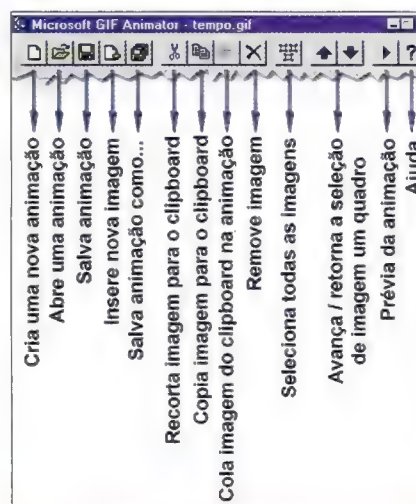 Microsoft GIF Animator - tempo.gif
Cria uma nova animação
Abre uma animação
Salva animação
Insere nova imagem
Salva animação como...
Recorta imagem para o clipboard
Copia imagem para o clipboard
Cola imagem do clipboard na animação
Remove imagem
Seleciona todas as imagens
Avança / retorna a seleção
de imagem um quadro
Prévia da animação
Ajuda